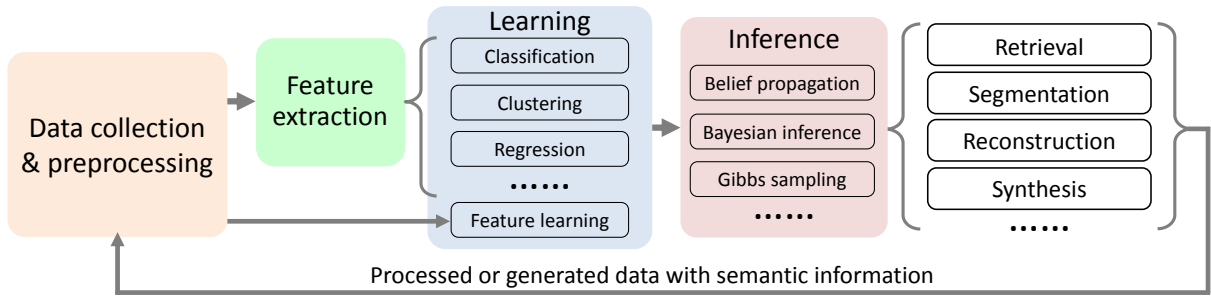 Data collection
& preprocessing
Feature
extraction
Learning
Classification
Clustering
Regression
......
Feature learning
Inference
Belief propagation
Bayesian inference
Gibbs sampling
......
Retrieval
Segmentation
Reconstruction
Synthesis
......
Processed or generated data with semantic information